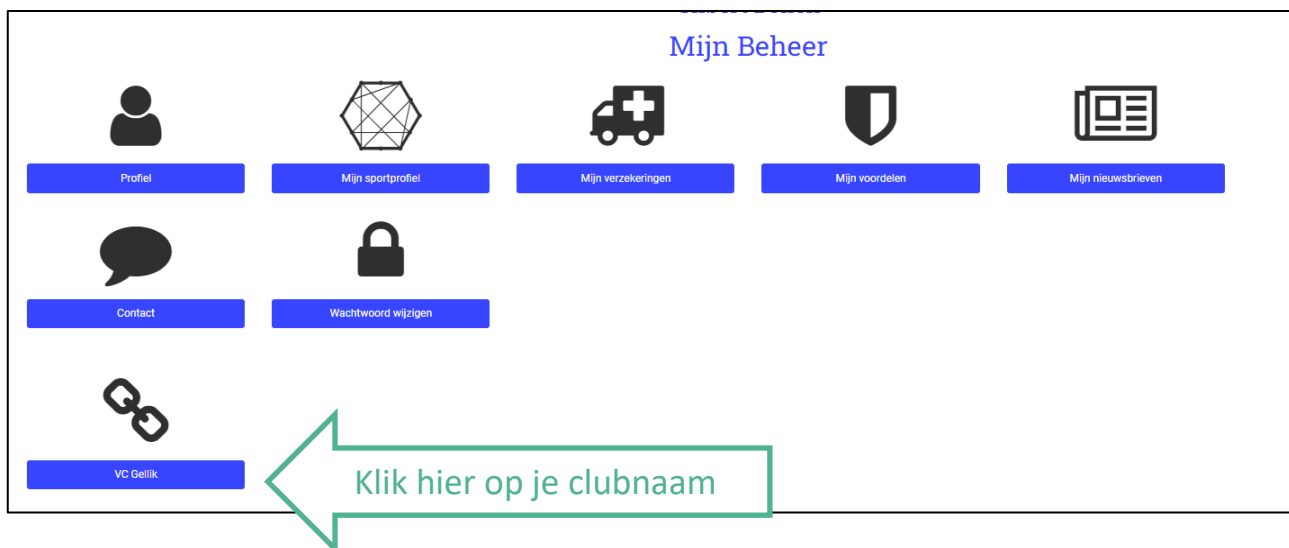 Mijn Beheer
Profiel
Mijn sportprofiel
Mijn verzekeringen
Mijn voordelen
Mijn nieuwsbrieven
Contact
Wachtwoord wijzigen
VC Gellik
Klik hier op je clubnaam